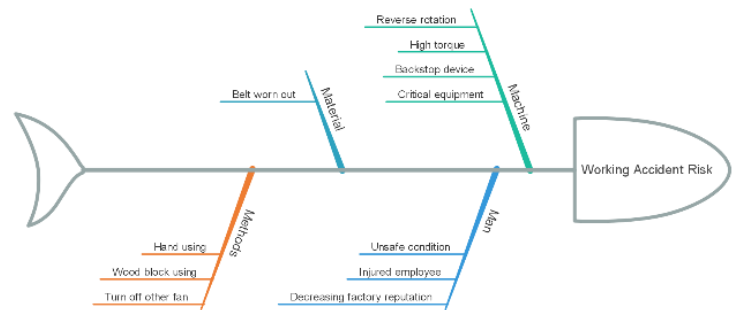 Reverse rotation
High torque
Backstop device
Critical equipment
Machine
Belt worn out
Material
Working Accident Risk
Methods
Hand using
Wood block using
Turn off other fan
Man
Unsafe condition
Injured employee
Decreasing factory reputation